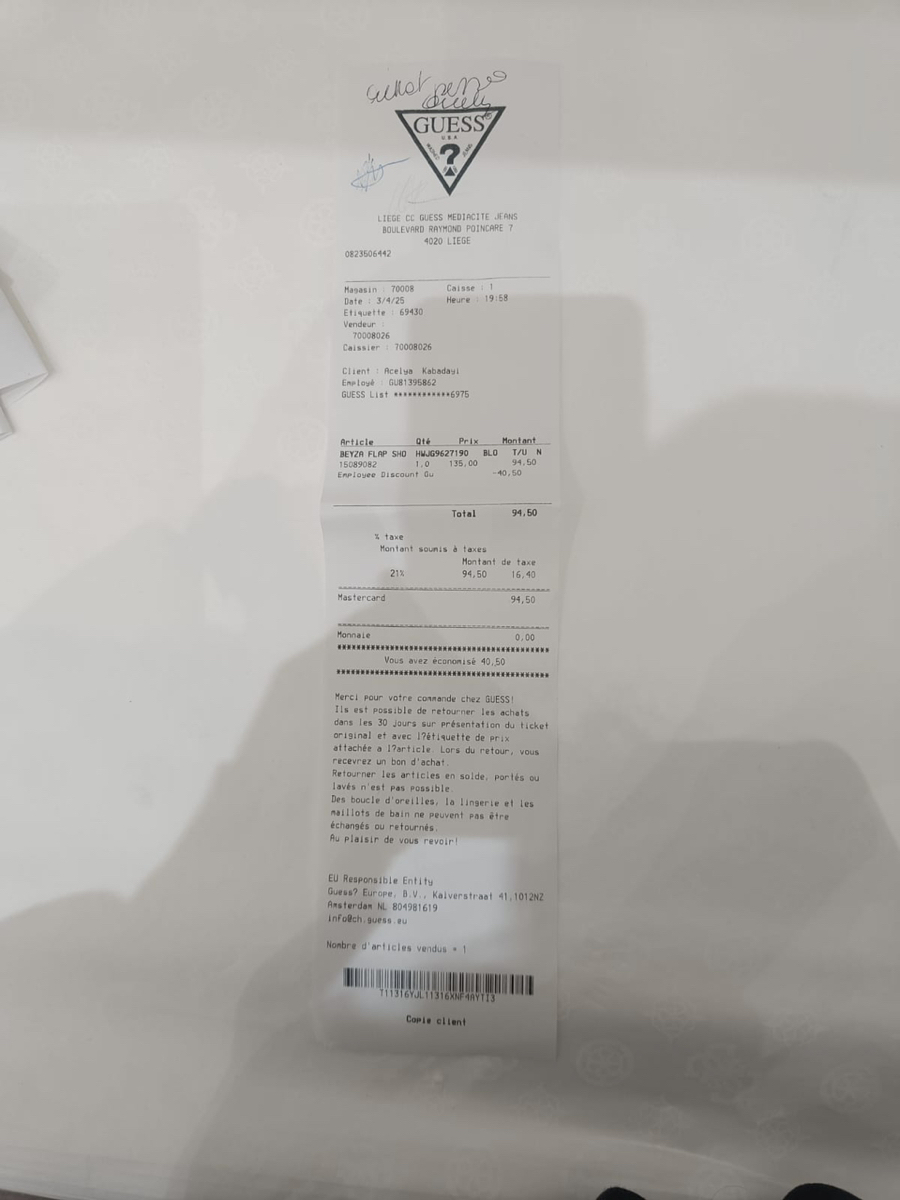 achat perso
GUESS®
U.S.A.
?
LIEGE CC GUESS MEDIACITE JEANS
BOULEVARD RAYMOND POINCARE 7
4020 LIEGE
0823506442
Magasin : 70008 Caisse : 1
Date : 3/4/25 Heure : 19:58
Etiquette : 69430
Vendeur :
70008026
Caissier : 70008026
Client : Acelya Kabadayi
Employé : GU81395862
GUESS List ************6975
Article Qté Prix Montant
BEYZA FLAP SHO HWJG9627190 BLO T/U N
15089082 1,0 135,00 94,50
Employee Discount Gu -40,50
Total 94,50
% taxe
Montant soumis à taxes
Montant de taxe
21% 94,50 16,40
Mastercard 94,50
Monnaie 0,00
****************************************
Vous avez économisé 40,50
****************************************
Merci pour votre commande chez GUESS!
Ils est possible de retourner les achats
dans les 30 jours sur présentation du ticket
original et avec l?étiquette de prix
attachée a l?article. Lors du retour, vous
recevrez un bon d'achat.
Retourner les articles en solde, portés ou
lavés n'est pas possible.
Des boucle d'oreilles, la lingerie et les
maillots de bain ne peuvent pas être
échangés ou retournés.
Au plaisir de vous revoir!
EU Responsible Entity
Guess? Europe, B.V., Kalverstraat 41,1012NZ
Amsterdam NL 804981619
info@ch.guess.eu
Nombre d'articles vendus = 1
T11316YJL11316XNF4AYTI3
Copie client